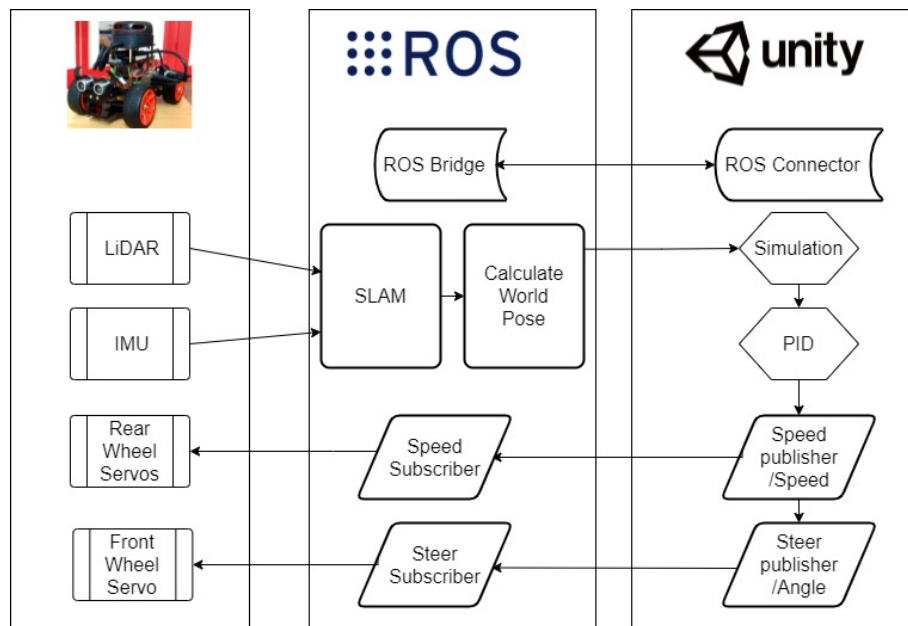 ROS
unity
ROS Bridge
ROS Connector
LiDAR
SLAM
Calculate
World
Pose
Simulation
IMU
PID
Rear
Wheel
Servos
Speed
Subscriber
Speed
publisher
/Speed
Front
Wheel
Servo
Steer
Subscriber
Steer
publisher
/Angle